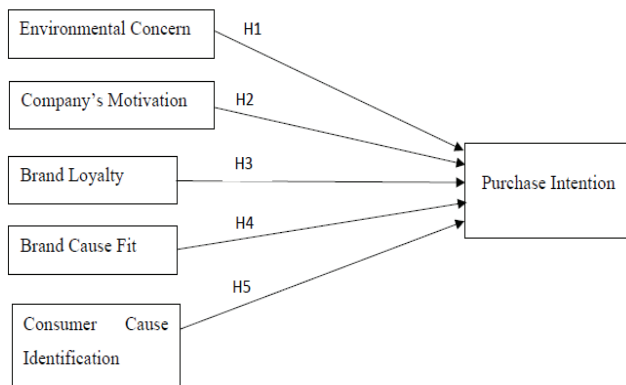 Environmental Concern
H1
Company's Motivation
H2
Brand Loyalty
H3
Purchase Intention
Brand Cause Fit
H4
H5
Consumer Cause
Identification